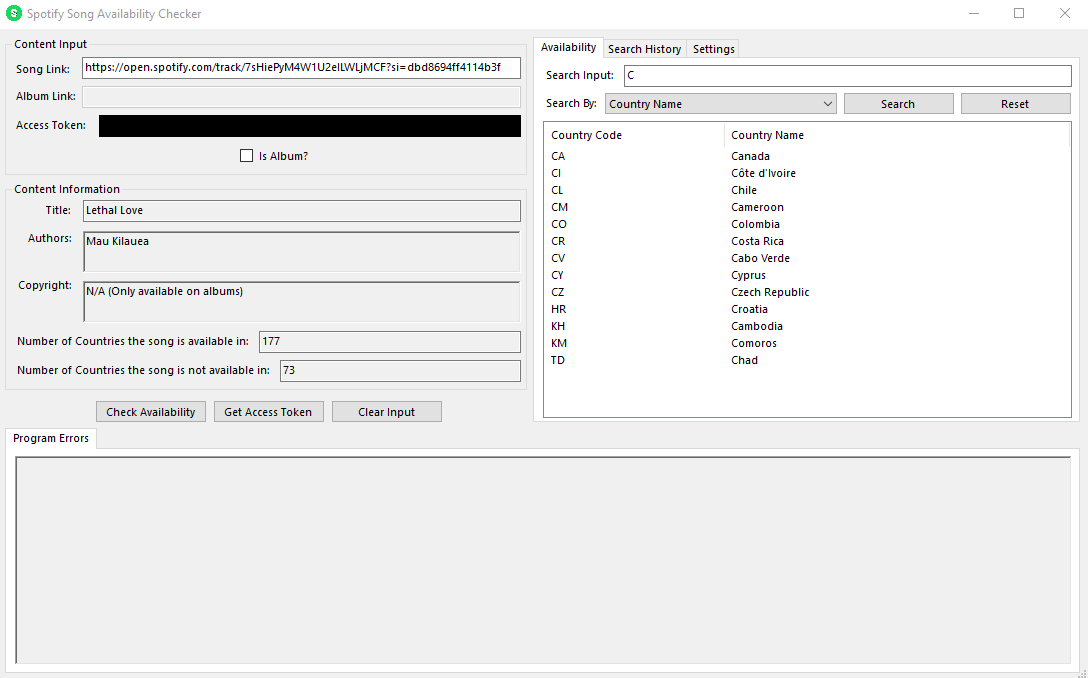 Spotify Song Availability Checker
Content Input
Song Link: https://open.spotify.com/track/7sHiePyM4W1U2elLWLjMCF?si=dbd8694ff4114b3f
Album Link:
Access Token:
Is Album?
Content Information
Title: Lethal Love
Authors: Mau Kilauea
Copyright: N/A (Only available on albums)
Number of Countries the song is available in: 177
Number of Countries the song is not available in: 73
Check Availability Get Access Token Clear Input
Availability Search History Settings
Search Input: C
Search By: Country Name Search Reset
Country Code Country Name
CA Canada
CI Côte d'Ivoire
CL Chile
CM Cameroon
CO Colombia
CR Costa Rica
CV Cabo Verde
CY Cyprus
CZ Czech Republic
HR Croatia
KH Cambodia
KM Comoros
TD Chad
Program Errors